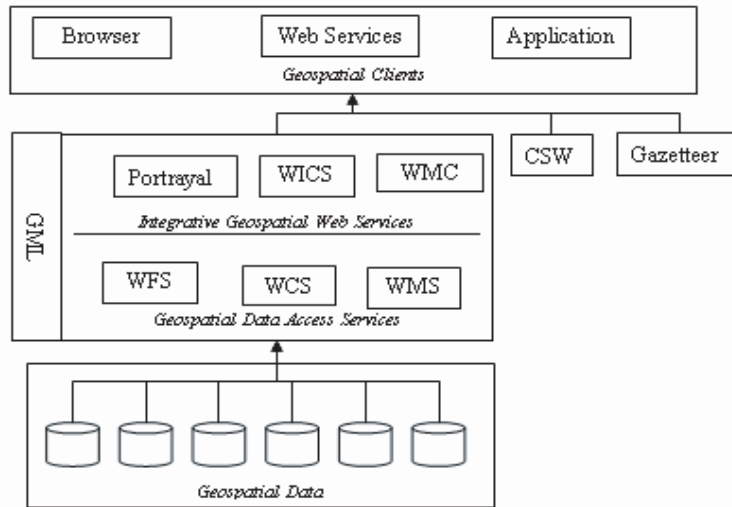 Browser
Web Services
Application
Geospatial Clients
CSW
Gazetteer
GML
Portrayal
WICS
WMC
Integrative Geospatial Web Services
WFS
WCS
WMS
Geospatial Data Access Services
Geospatial Data